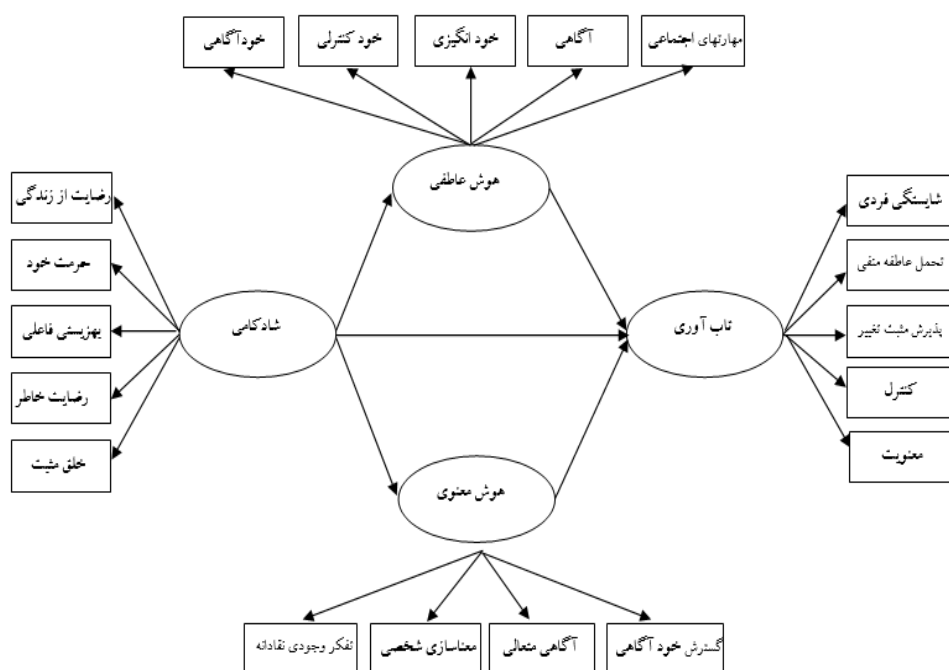 مهارتهای اجتماعی
آگاهی
خود انگیزی
خود کنترلی
خودآگاهی
هوش عاطفی
شایستگی فردی
تحمل عاطفه منفی
پذیرش مثبت تغییر
کنترل
معنویت
تاب آوری
شادکامی
رضایت از زندگی
حرمت خود
بهزیستی فاعلی
رضایت خاطر
خلق مثبت
هوش معنوی
گسترش خود آگاهی
آگاهی متعالی
معناسازی شخصی
تفکر وجودی نقادانه